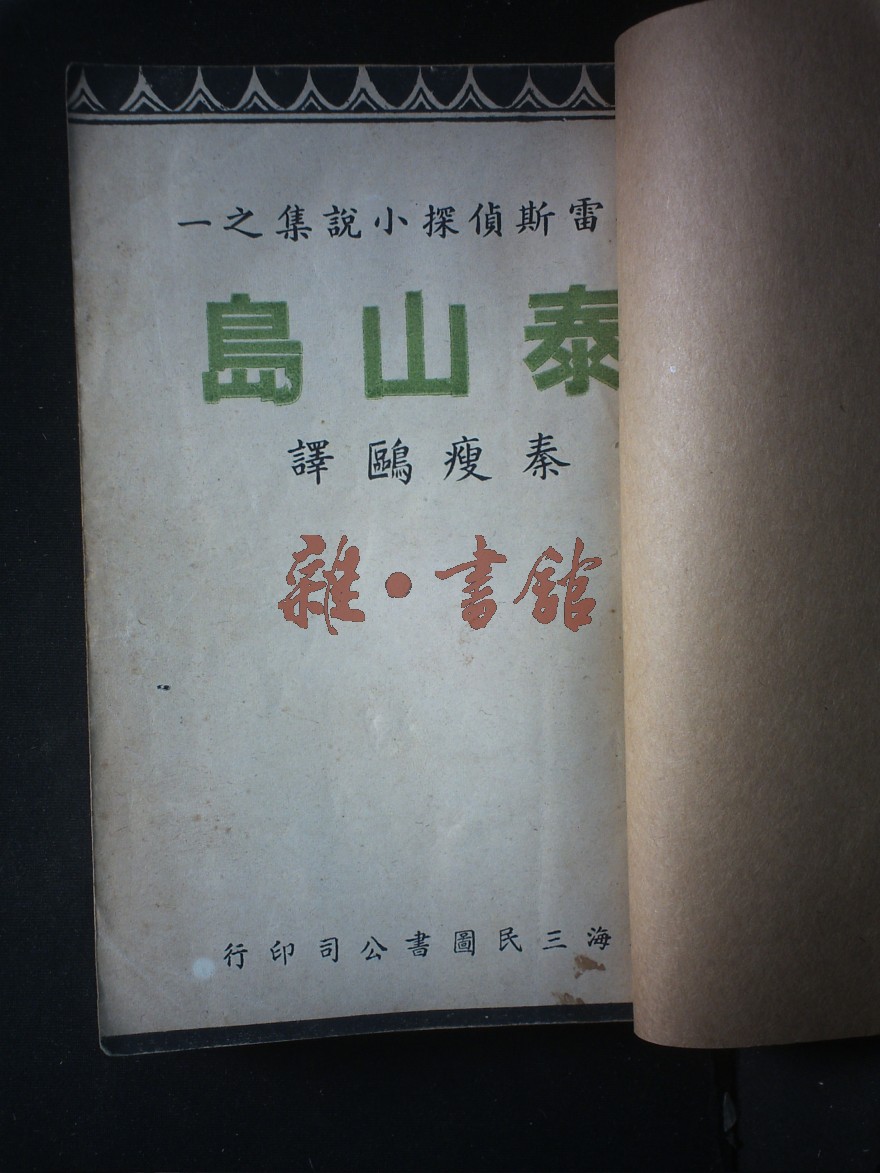 雷斯偵探小說集之一
泰山島
秦瘦鷗譯
雜·書館
海三民圖書公司印行